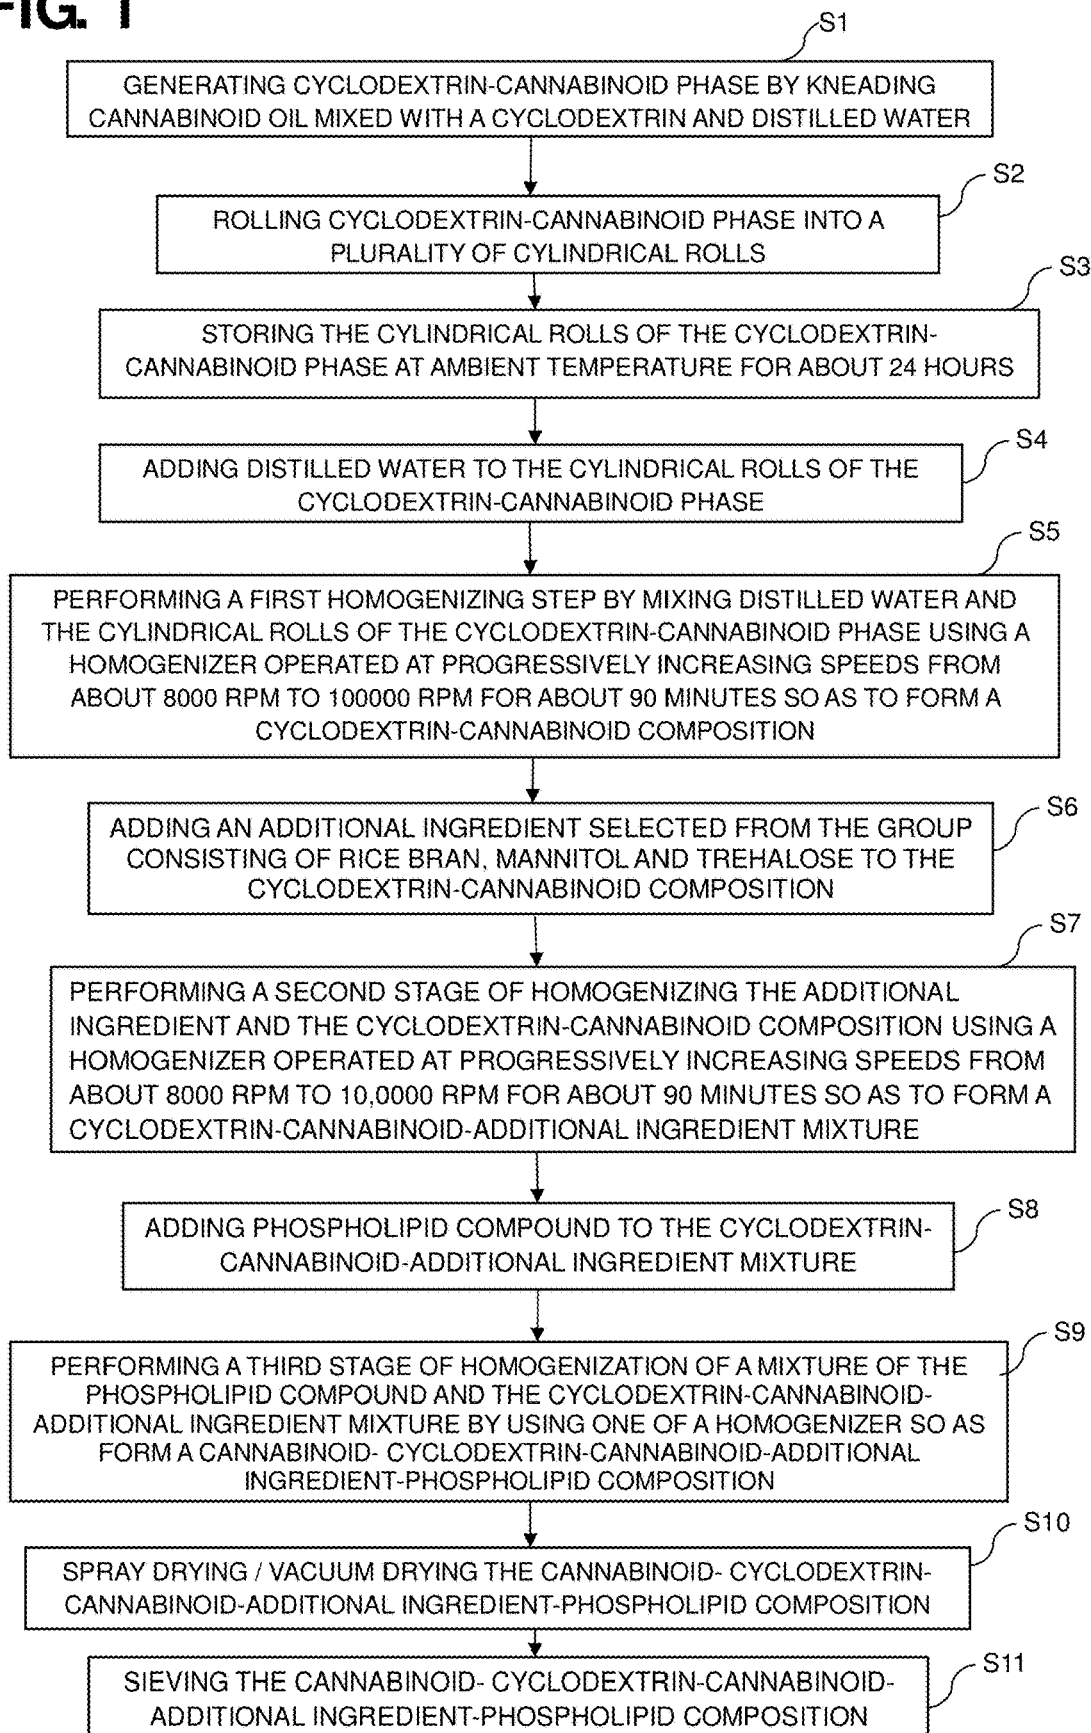 FIG. 1
S1
GENERATING CYCLODEXTRIN-CANNABINOID PHASE BY KNEADING
CANNABINOID OIL MIXED WITH A CYCLODEXTRIN AND DISTILLED WATER
S2
ROLLING CYCLODEXTRIN-CANNABINOID PHASE INTO A
PLURALITY OF CYLINDRICAL ROLLS
S3
STORING THE CYLINDRICAL ROLLS OF THE CYCLODEXTRIN-
CANNABINOID PHASE AT AMBIENT TEMPERATURE FOR ABOUT 24 HOURS
S4
ADDING DISTILLED WATER TO THE CYLINDRICAL ROLLS OF THE
CYCLODEXTRIN-CANNABINOID PHASE
S5
PERFORMING A FIRST HOMOGENIZING STEP BY MIXING DISTILLED WATER AND
THE CYLINDRICAL ROLLS OF THE CYCLODEXTRIN-CANNABINOID PHASE USING A
HOMOGENIZER OPERATED AT PROGRESSIVELY INCREASING SPEEDS FROM
ABOUT 8000 RPM TO 100000 RPM FOR ABOUT 90 MINUTES SO AS TO FORM A
CYCLODEXTRIN-CANNABINOID COMPOSITION
S6
ADDING AN ADDITIONAL INGREDIENT SELECTED FROM THE GROUP
CONSISTING OF RICE BRAN, MANNITOL AND TREHALOSE TO THE
CYCLODEXTRIN-CANNABINOID COMPOSITION
S7
PERFORMING A SECOND STAGE OF HOMOGENIZING THE ADDITIONAL
INGREDIENT AND THE CYCLODEXTRIN-CANNABINOID COMPOSITION USING A
HOMOGENIZER OPERATED AT PROGRESSIVELY INCREASING SPEEDS FROM
ABOUT 8000 RPM TO 10,0000 RPM FOR ABOUT 90 MINUTES SO AS TO FORM A
CYCLODEXTRIN-CANNABINOID-ADDITIONAL INGREDIENT MIXTURE
S8
ADDING PHOSPHOLIPID COMPOUND TO THE CYCLODEXTRIN-
CANNABINOID-ADDITIONAL INGREDIENT MIXTURE
S9
PERFORMING A THIRD STAGE OF HOMOGENIZATION OF A MIXTURE OF THE
PHOSPHOLIPID COMPOUND AND THE CYCLODEXTRIN-CANNABINOID-
ADDITIONAL INGREDIENT MIXTURE BY USING ONE OF A HOMOGENIZER SO AS
FORM A CANNABINOID- CYCLODEXTRIN-CANNABINOID-ADDITIONAL
INGREDIENT-PHOSPHOLIPID COMPOSITION
S10
SPRAY DRYING / VACUUM DRYING THE CANNABINOID- CYCLODEXTRIN-
CANNABINOID-ADDITIONAL INGREDIENT-PHOSPHOLIPID COMPOSITION
S11
SIEVING THE CANNABINOID- CYCLODEXTRIN-CANNABINOID-
ADDITIONAL INGREDIENT-PHOSPHOLIPID COMPOSITION